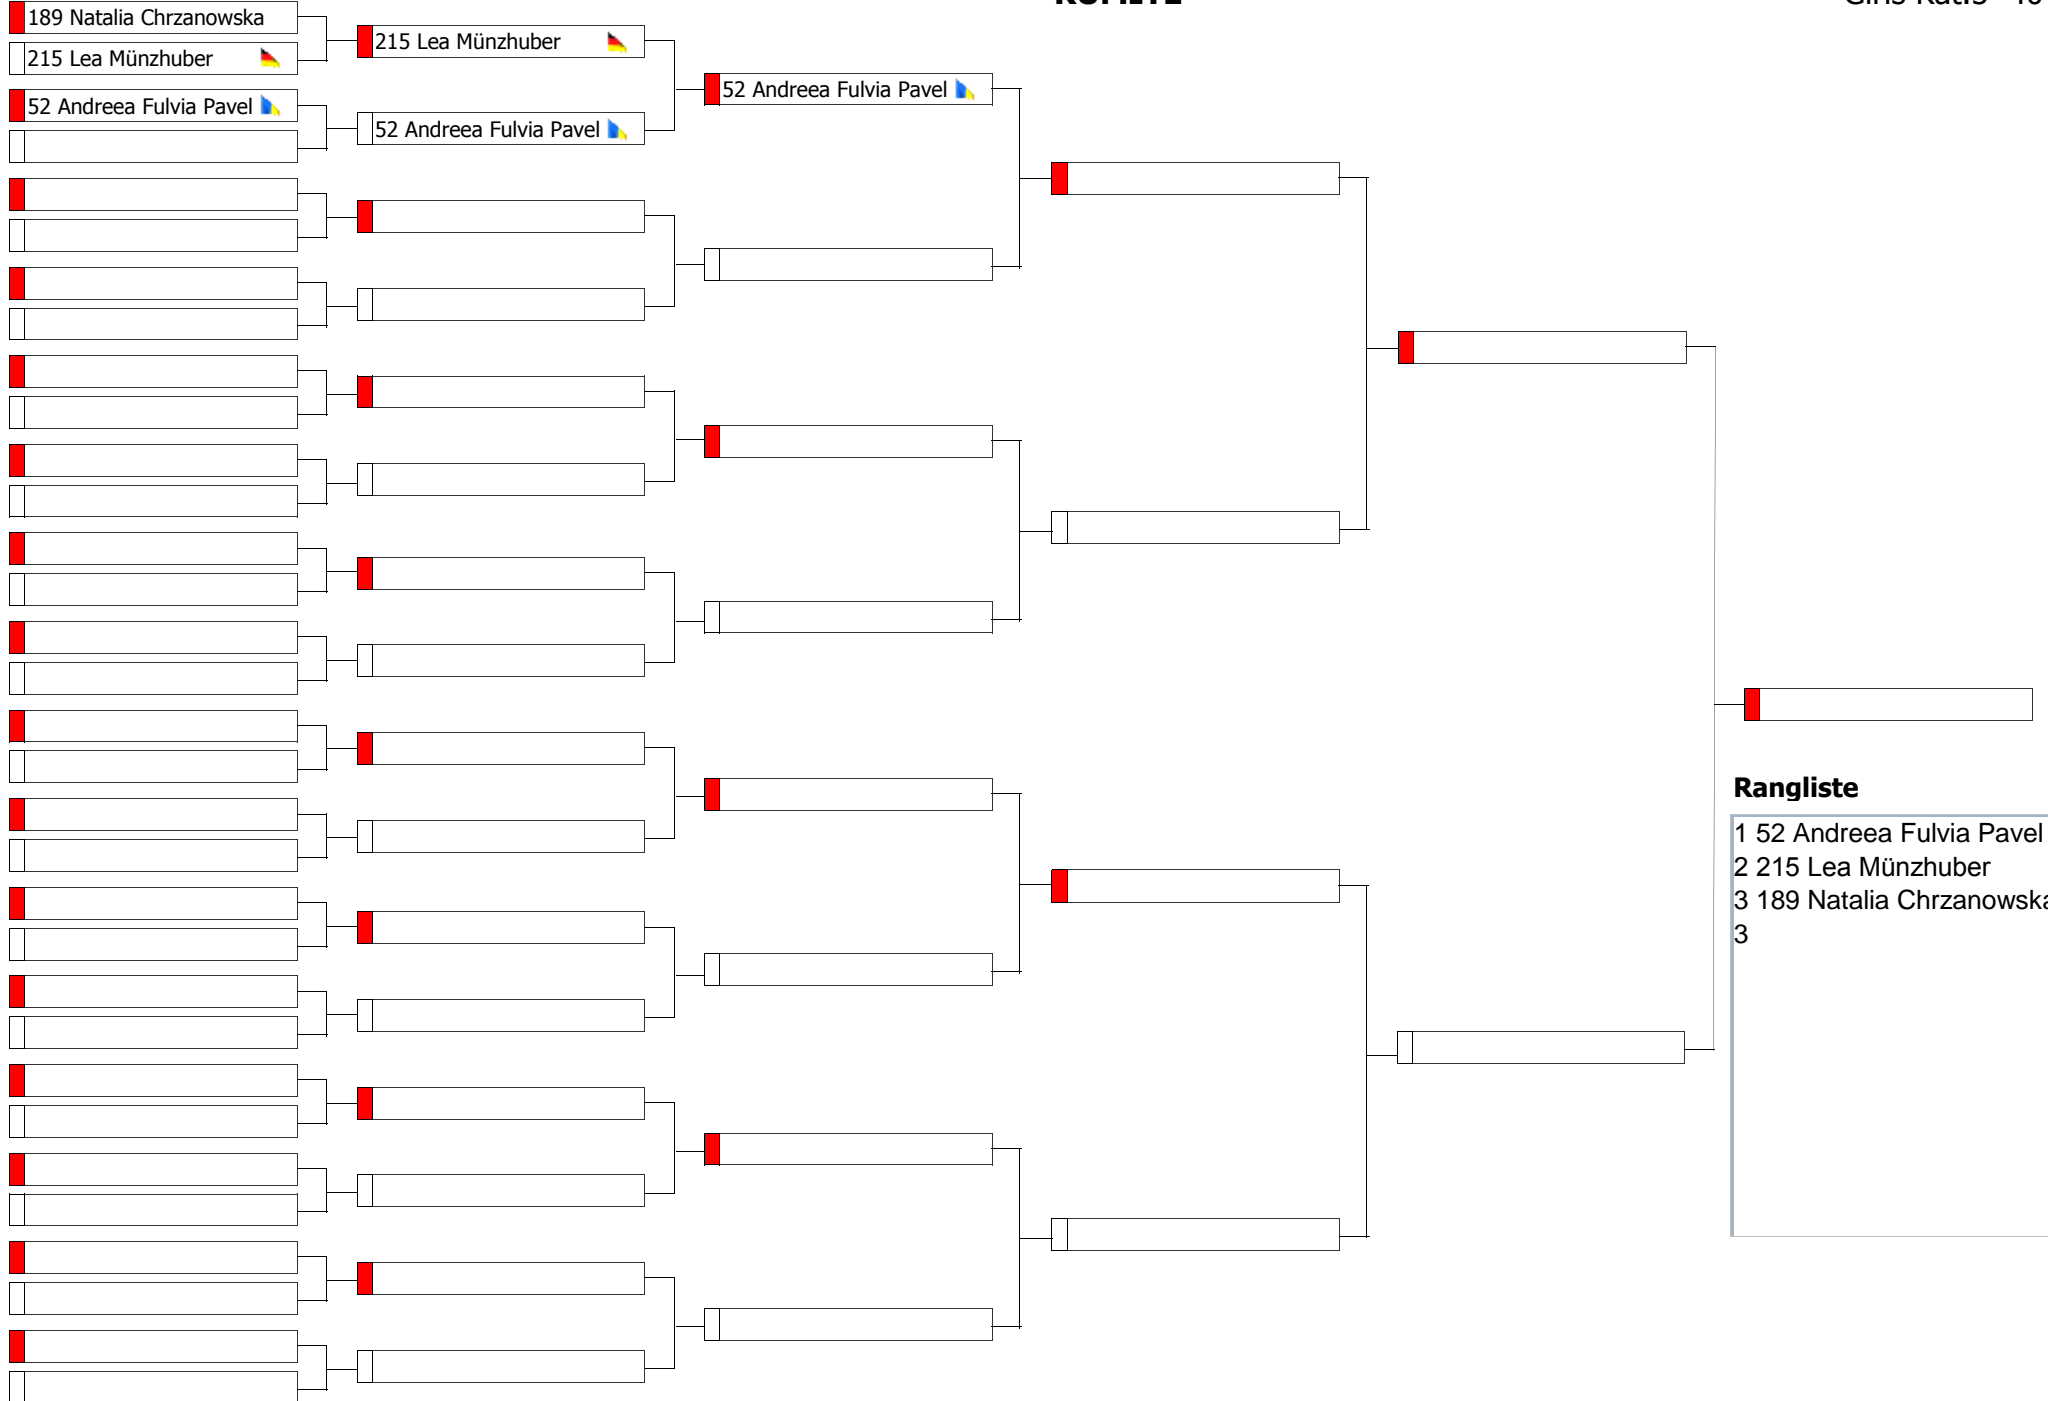 189 Natalia Chrzanowska
215 Lea Münzhuber
52 Andreea Fulvia Pavel
215 Lea Münzhuber
52 Andreea Fulvia Pavel
52 Andreea Fulvia Pavel
Rangliste
1 52 Andreea Fulvia Pavel
2 215 Lea Münzhuber
3 189 Natalia Chrzanowska
3